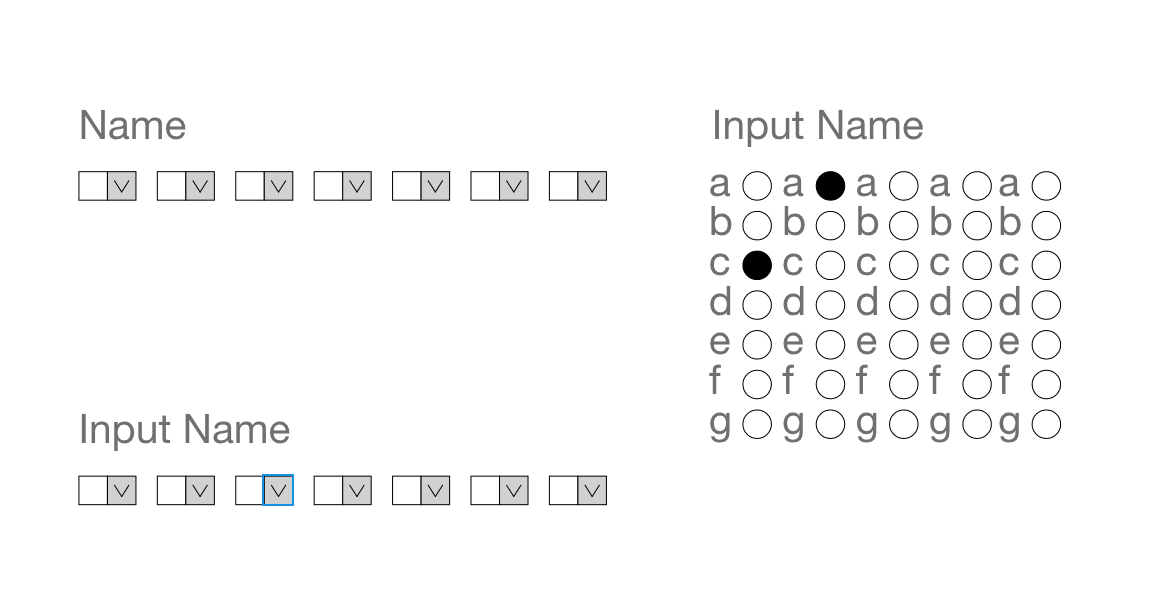 Name
Input Name
Input Name
a a a a a
b b b b b
c c c c c
d d d d d
e e e e e
f f f f f
g g g g g